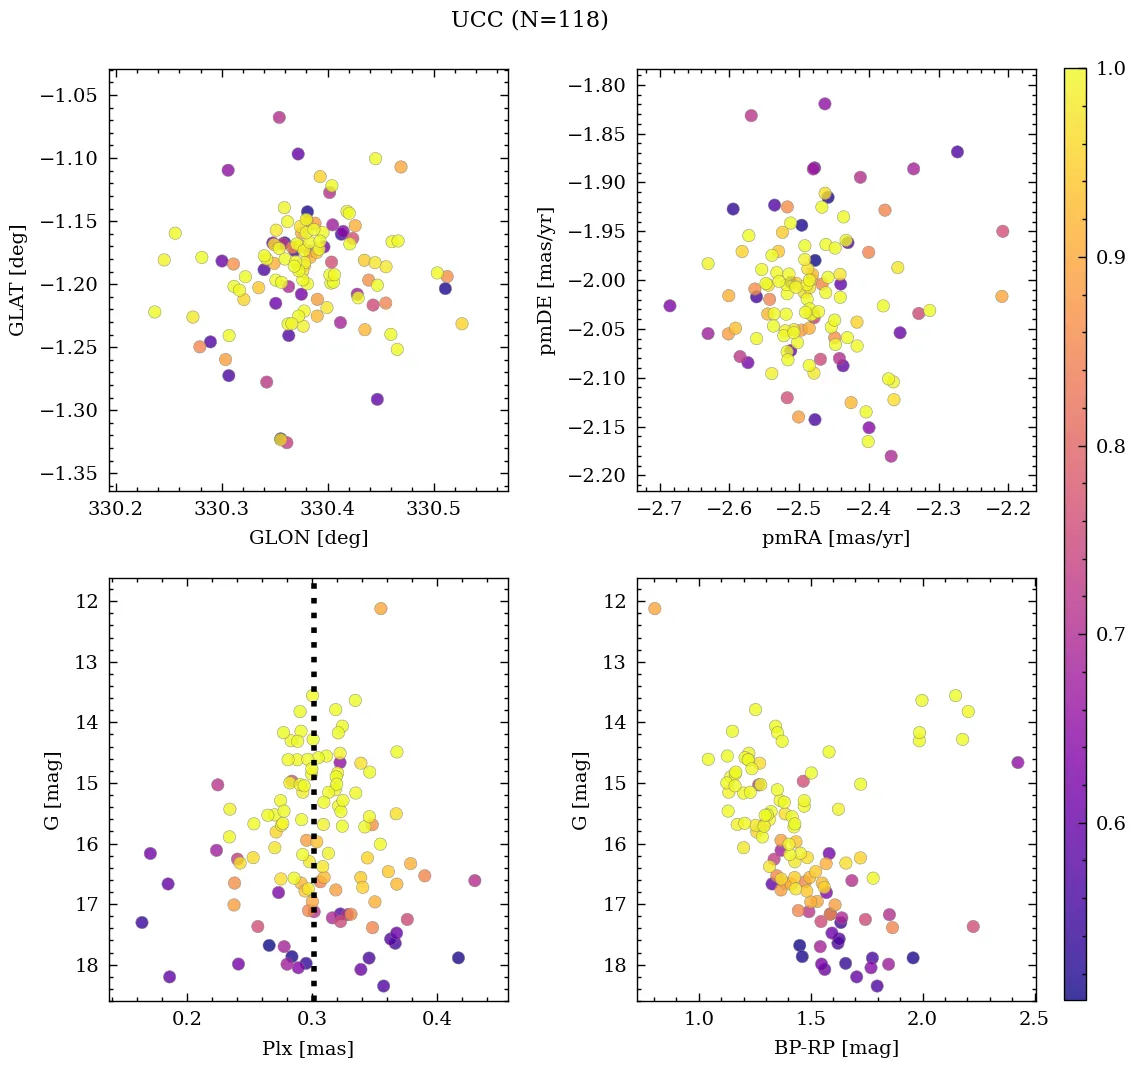 UCC (N=118)
−1.05
−1.10
−1.15
−1.20
−1.25
−1.30
−1.35
GLAT [deg]
330.2 330.3 330.4 330.5
GLON [deg]
−1.80
−1.85
−1.90
−1.95
−2.00
−2.05
−2.10
−2.15
−2.20
pmDE [mas/yr]
−2.7 −2.6 −2.5 −2.4 −2.3 −2.2
pmRA [mas/yr]
12
13
14
15
16
17
18
G [mag]
0.2 0.3 0.4
Plx [mas]
12
13
14
15
16
17
18
G [mag]
1.0 1.5 2.0 2.5
BP-RP [mag]
1.0
0.9
0.8
0.7
0.6